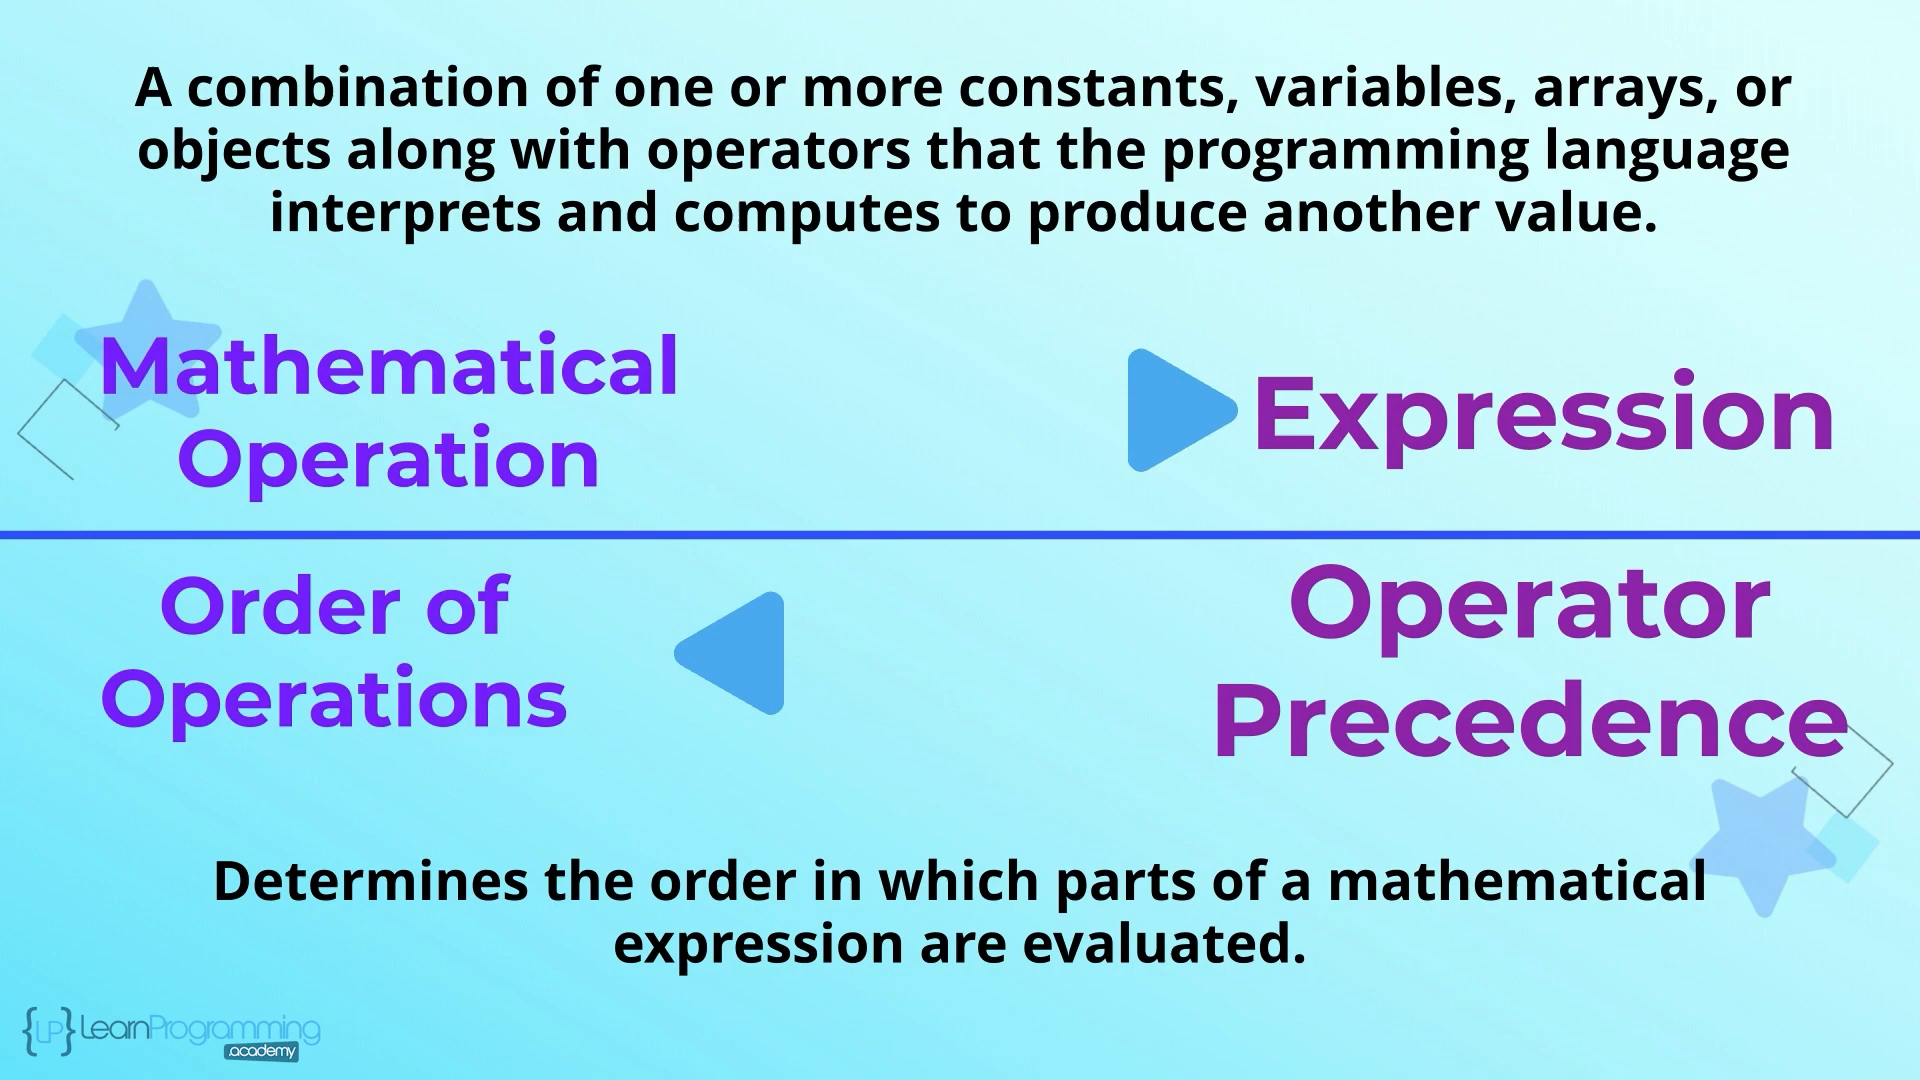 A combination of one or more constants, variables, arrays, or
objects along with operators that the programming language
interprets and computes to produce another value.
Mathematical
Operation
Expression
Order of
Operations
Operator
Precedence
Determines the order in which parts of a mathematical
expression are evaluated.
{LP} LearnProgramming
.academy